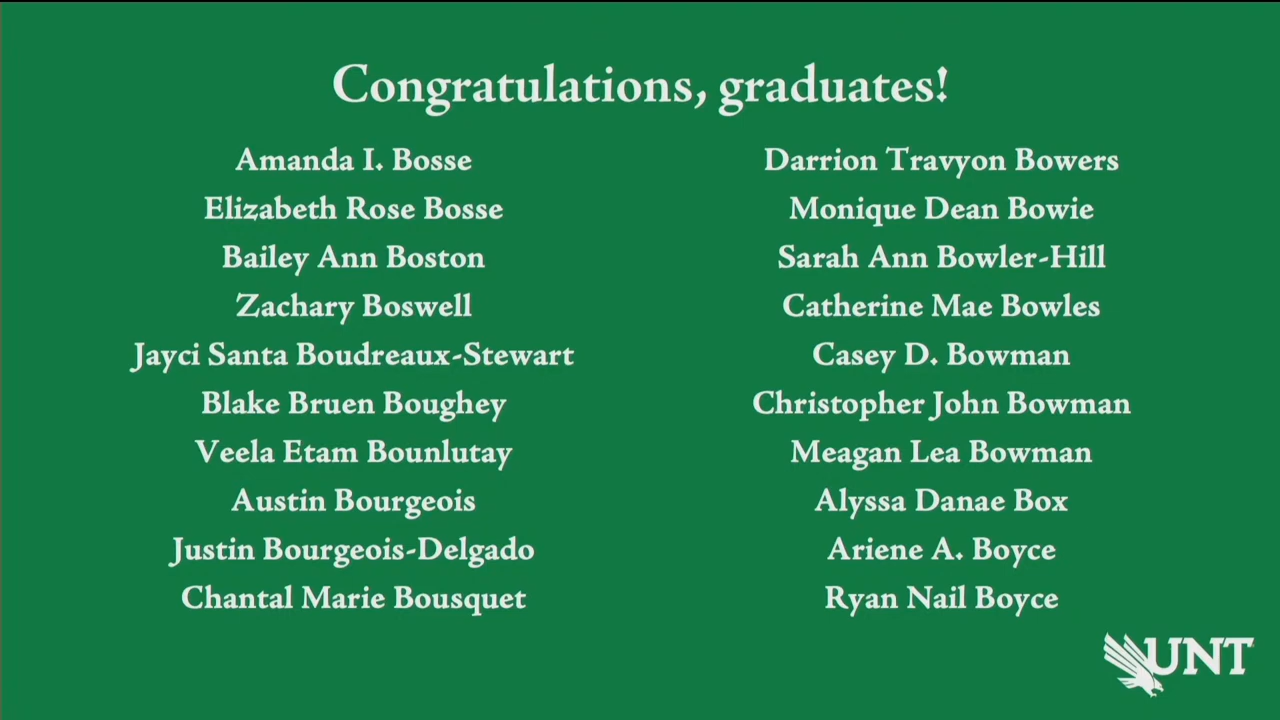 Congratulations, graduates!
Amanda I. Bosse
Elizabeth Rose Bosse
Bailey Ann Boston
Zachary Boswell
Jayci Santa Boudreaux-Stewart
Blake Bruen Boughey
Veela Etam Bounlutay
Austin Bourgeois
Justin Bourgeois-Delgado
Chantal Marie Bousquet
Darrion Travyon Bowers
Monique Dean Bowie
Sarah Ann Bowler-Hill
Catherine Mae Bowles
Casey D. Bowman
Christopher John Bowman
Meagan Lea Bowman
Alyssa Danae Box
Ariene A. Boyce
Ryan Nail Boyce
UNT